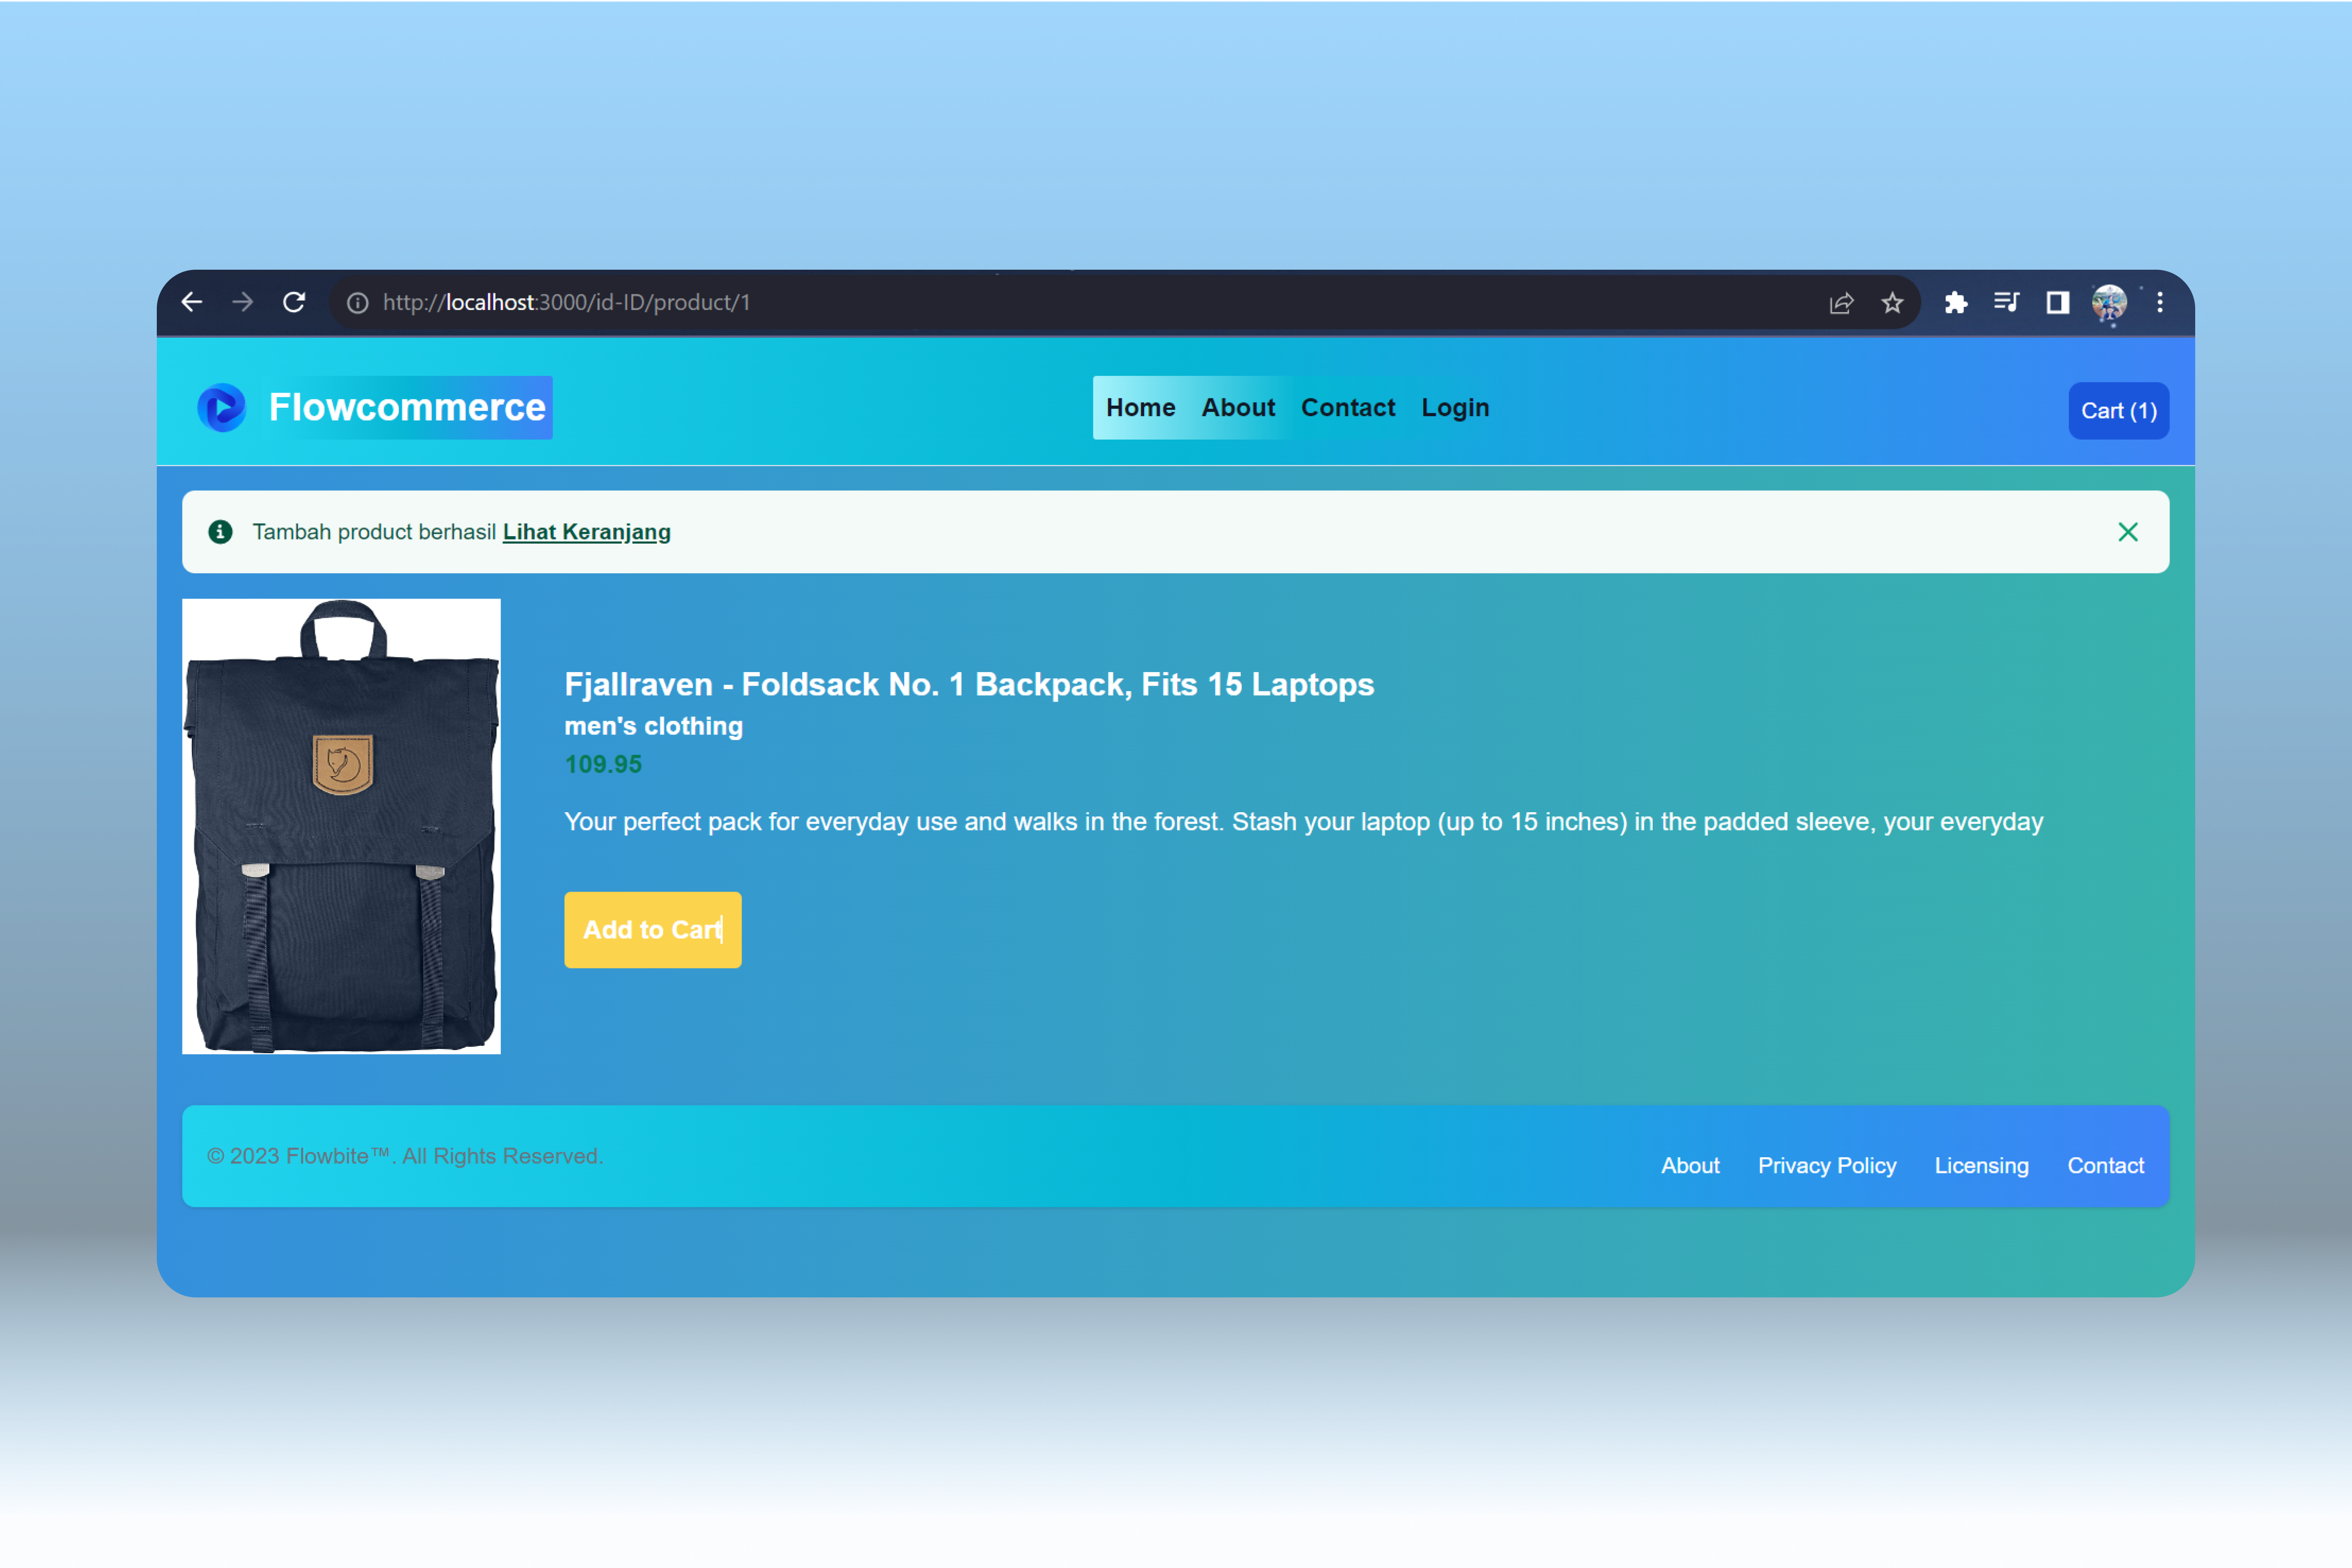 http://localhost:3000/id-ID/product/1
Flowcommerce
Home About Contact Login
Cart (1)
Tambah product berhasil Lihat Keranjang
Fjallraven - Foldsack No. 1 Backpack, Fits 15 Laptops
men's clothing
109.95
Your perfect pack for everyday use and walks in the forest. Stash your laptop (up to 15 inches) in the padded sleeve, your everyday
Add to Cart
© 2023 Flowbite™. All Rights Reserved.
About Privacy Policy Licensing Contact